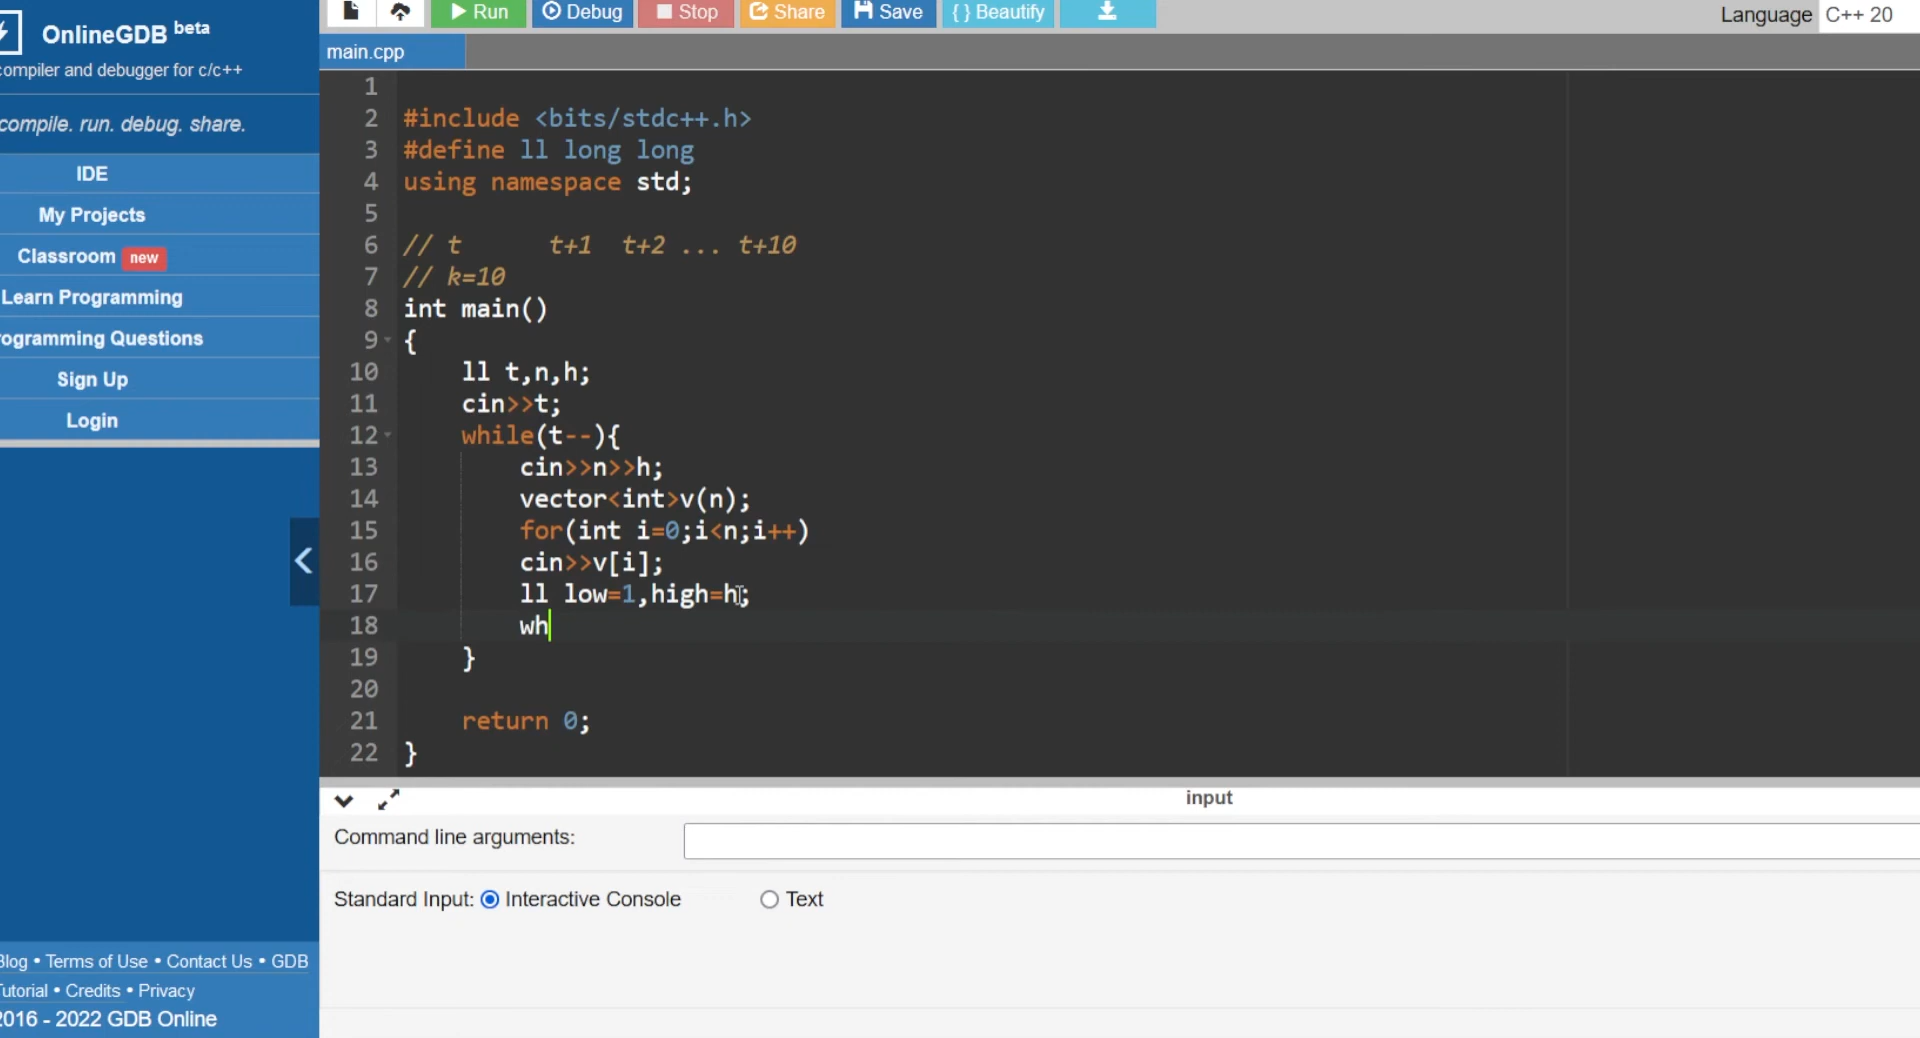 Run Debug Stop Share Save { } Beautify
Language C++ 20
OnlineGDB beta
compiler and debugger for c/c++
compile. run. debug. share.
IDE
My Projects
Classroom new
Learn Programming
rogramming Questions
Sign Up
Login
main.cpp
1
2 #include <bits/stdc++.h>
3 #define ll long long
4 using namespace std;
5
6 // t t+1 t+2 ... t+10
7 // k=10
8 int main()
9 {
10 ll t,n,h;
11 cin>>t;
12 while(t--){
13 cin>>n>>h;
14 vector<int>v(n);
15 for(int i=0;i<n;i++)
16 cin>>v[i];
17 ll low=1,high=h;
18 wh
19 }
20
21 return 0;
22 }
input
Command line arguments:
Standard Input: Interactive Console Text
Blog • Terms of Use • Contact Us • GDB
Tutorial • Credits • Privacy
2016 - 2022 GDB Online